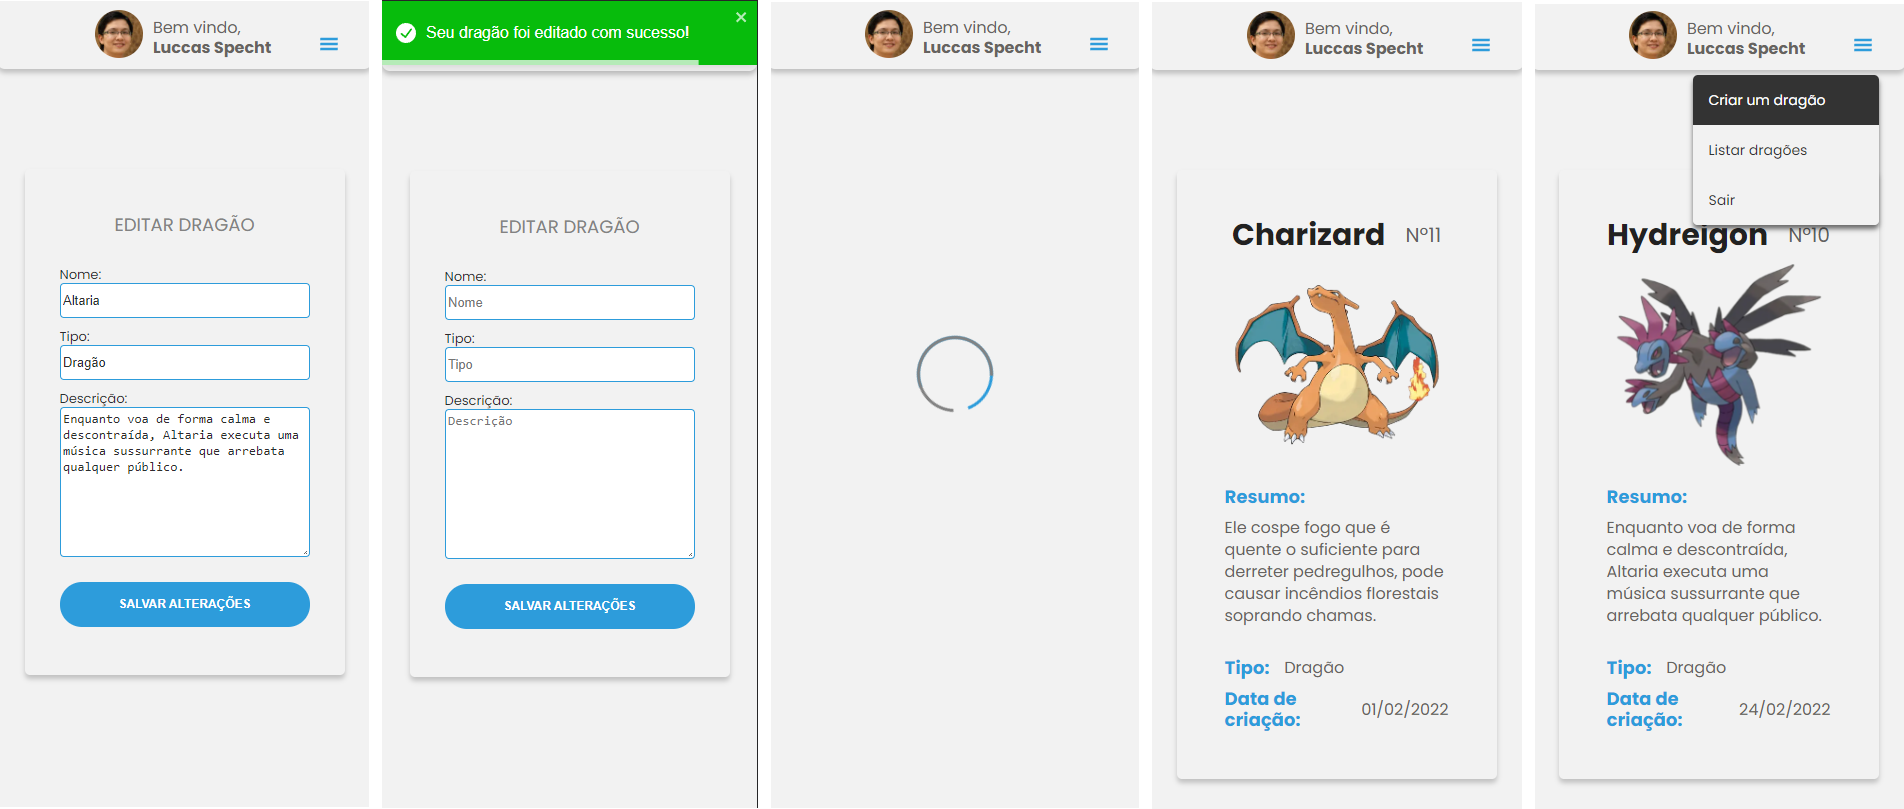 Bem vindo,
Luccas Specht
EDITAR DRAGÃO
Nome:
Altaria
Tipo:
Dragão
Descrição:
Enquanto voa de forma calma e
descontraída, Altaria executa uma
música sussurrante que arrebata
qualquer público.
SALVAR ALTERAÇÕES
Seu dragão foi editado com sucesso!
EDITAR DRAGÃO
Nome:
Nome
Tipo:
Tipo
Descrição:
Descrição
SALVAR ALTERAÇÕES
Bem vindo,
Luccas Specht
Bem vindo,
Luccas Specht
Charizard Nº11
Resumo:
Ele cospe fogo que é
quente o suficiente para
derreter pedregulhos, pode
causar incêndios florestais
soprando chamas.
Tipo: Dragão
Data de
criação: 01/02/2022
Bem vindo,
Luccas Specht
Criar um dragão
Listar dragões
Sair
Hydreigon Nº10
Resumo:
Enquanto voa de forma
calma e descontraída,
Altaria executa uma
música sussurrante que
arrebata qualquer público.
Tipo: Dragão
Data de
criação: 24/02/2022